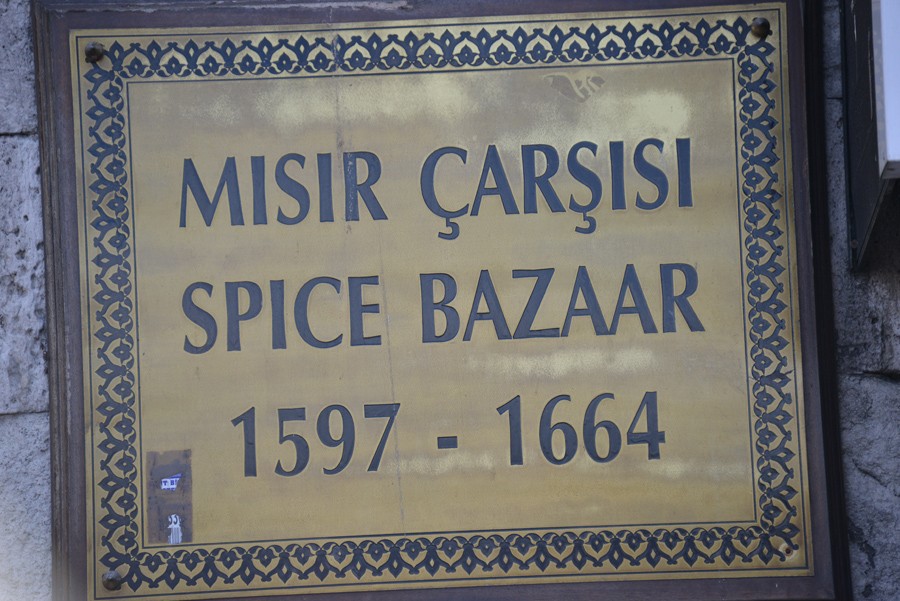 MISIR ÇARŞISI
SPICE BAZAAR
1597 - 1664